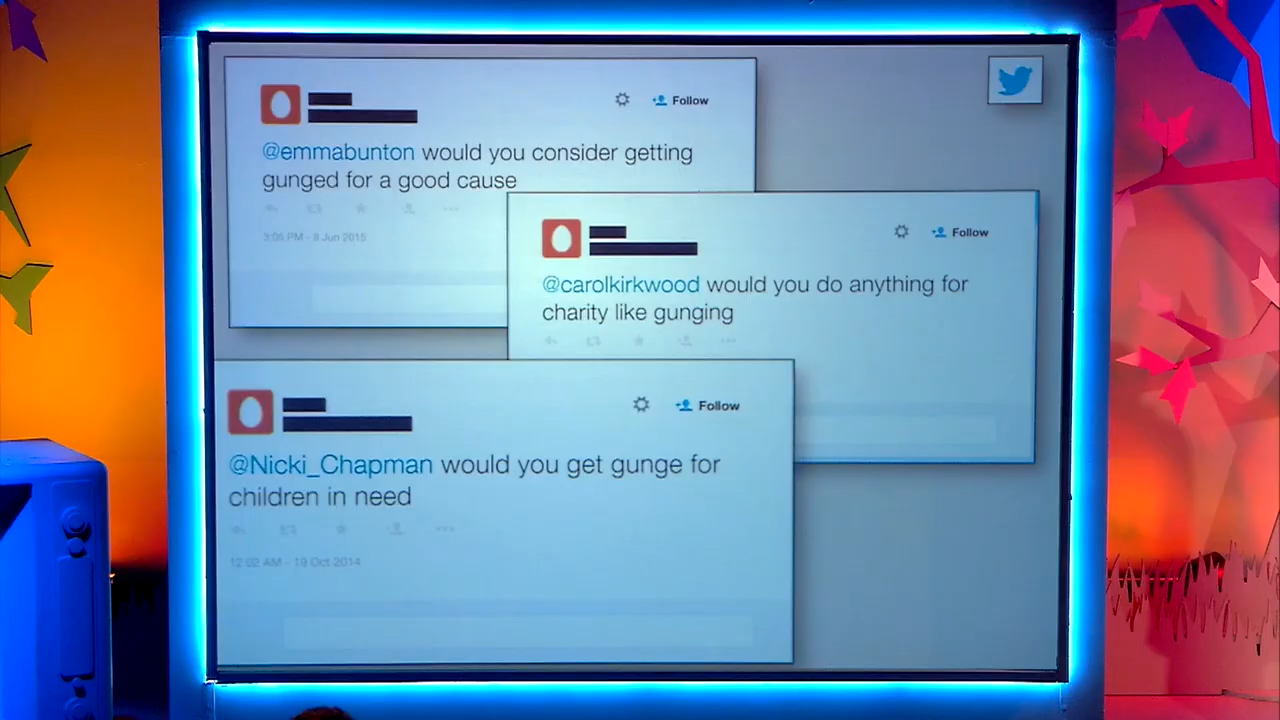 Follow
@emmabunton would you consider getting
gunged for a good cause
3:05 PM - 8 Jun 2015
Follow
@carolkirkwood would you do anything for
charity like gunging
Follow
@Nicki_Chapman would you get gunge for
children in need
12:02 AM - 19 Oct 2014